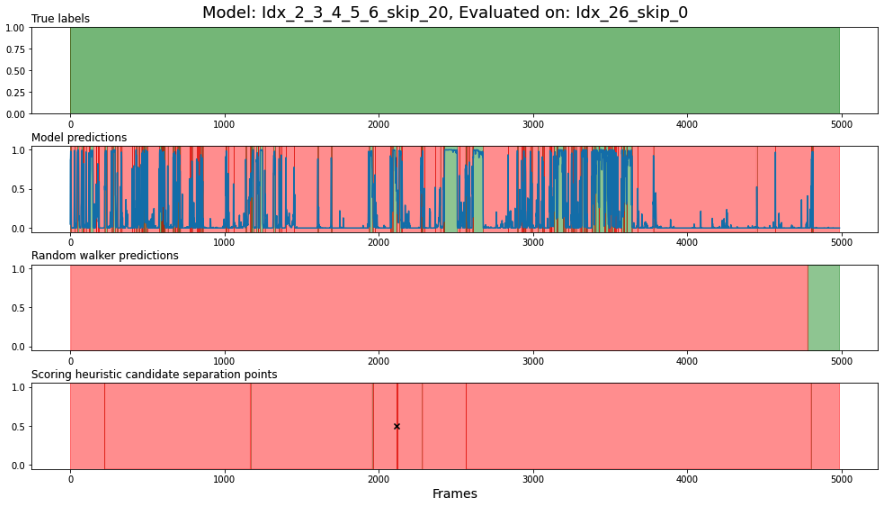 Model: Idx_2_3_4_5_6_skip_20, Evaluated on: Idx_26_skip_0
True labels
1.00
0.75
0.50
0.25
0.00
0 1000 2000 3000 4000 5000
Model predictions
1.0
0.5
0.0
0 1000 2000 3000 4000 5000
Random walker predictions
1.0
0.5
0.0
0 1000 2000 3000 4000 5000
Scoring heuristic candidate separation points
1.0
0.5
0.0
0 1000 2000 3000 4000 5000
Frames